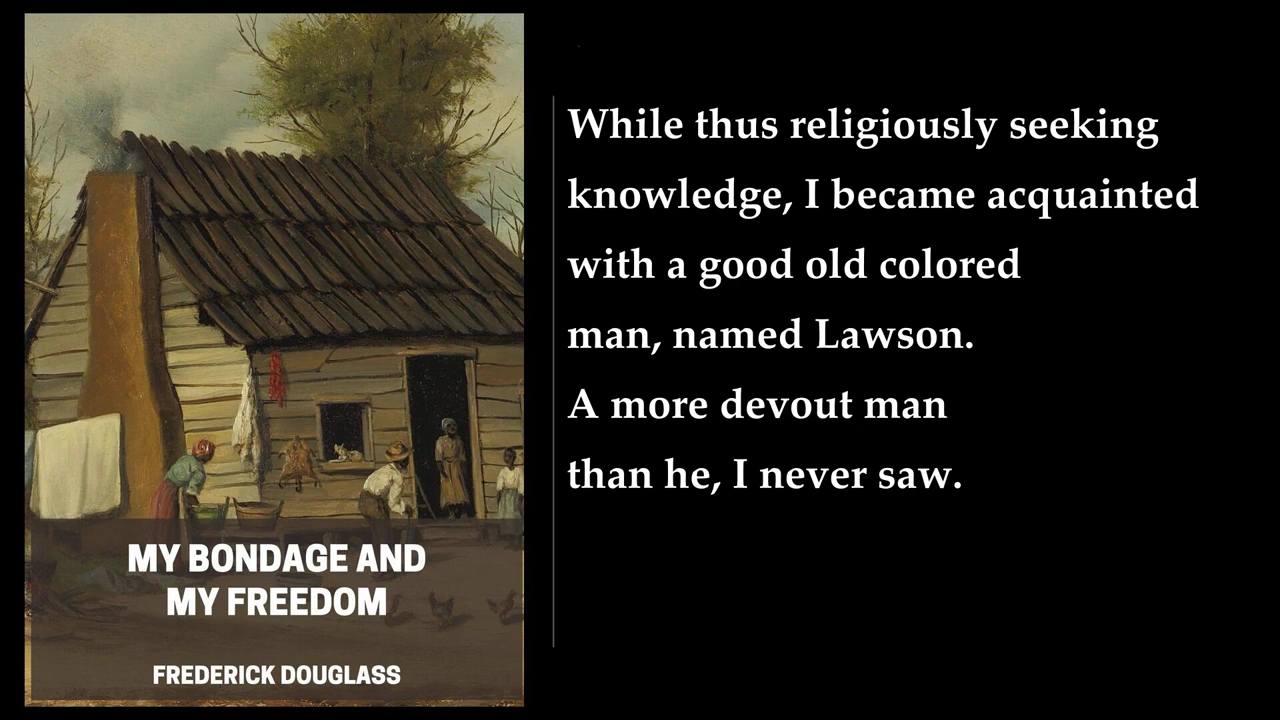 MY BONDAGE AND
MY FREEDOM
FREDERICK DOUGLASS
While thus religiously seeking
knowledge, I became acquainted
with a good old colored
man, named Lawson.
A more devout man
than he, I never saw.